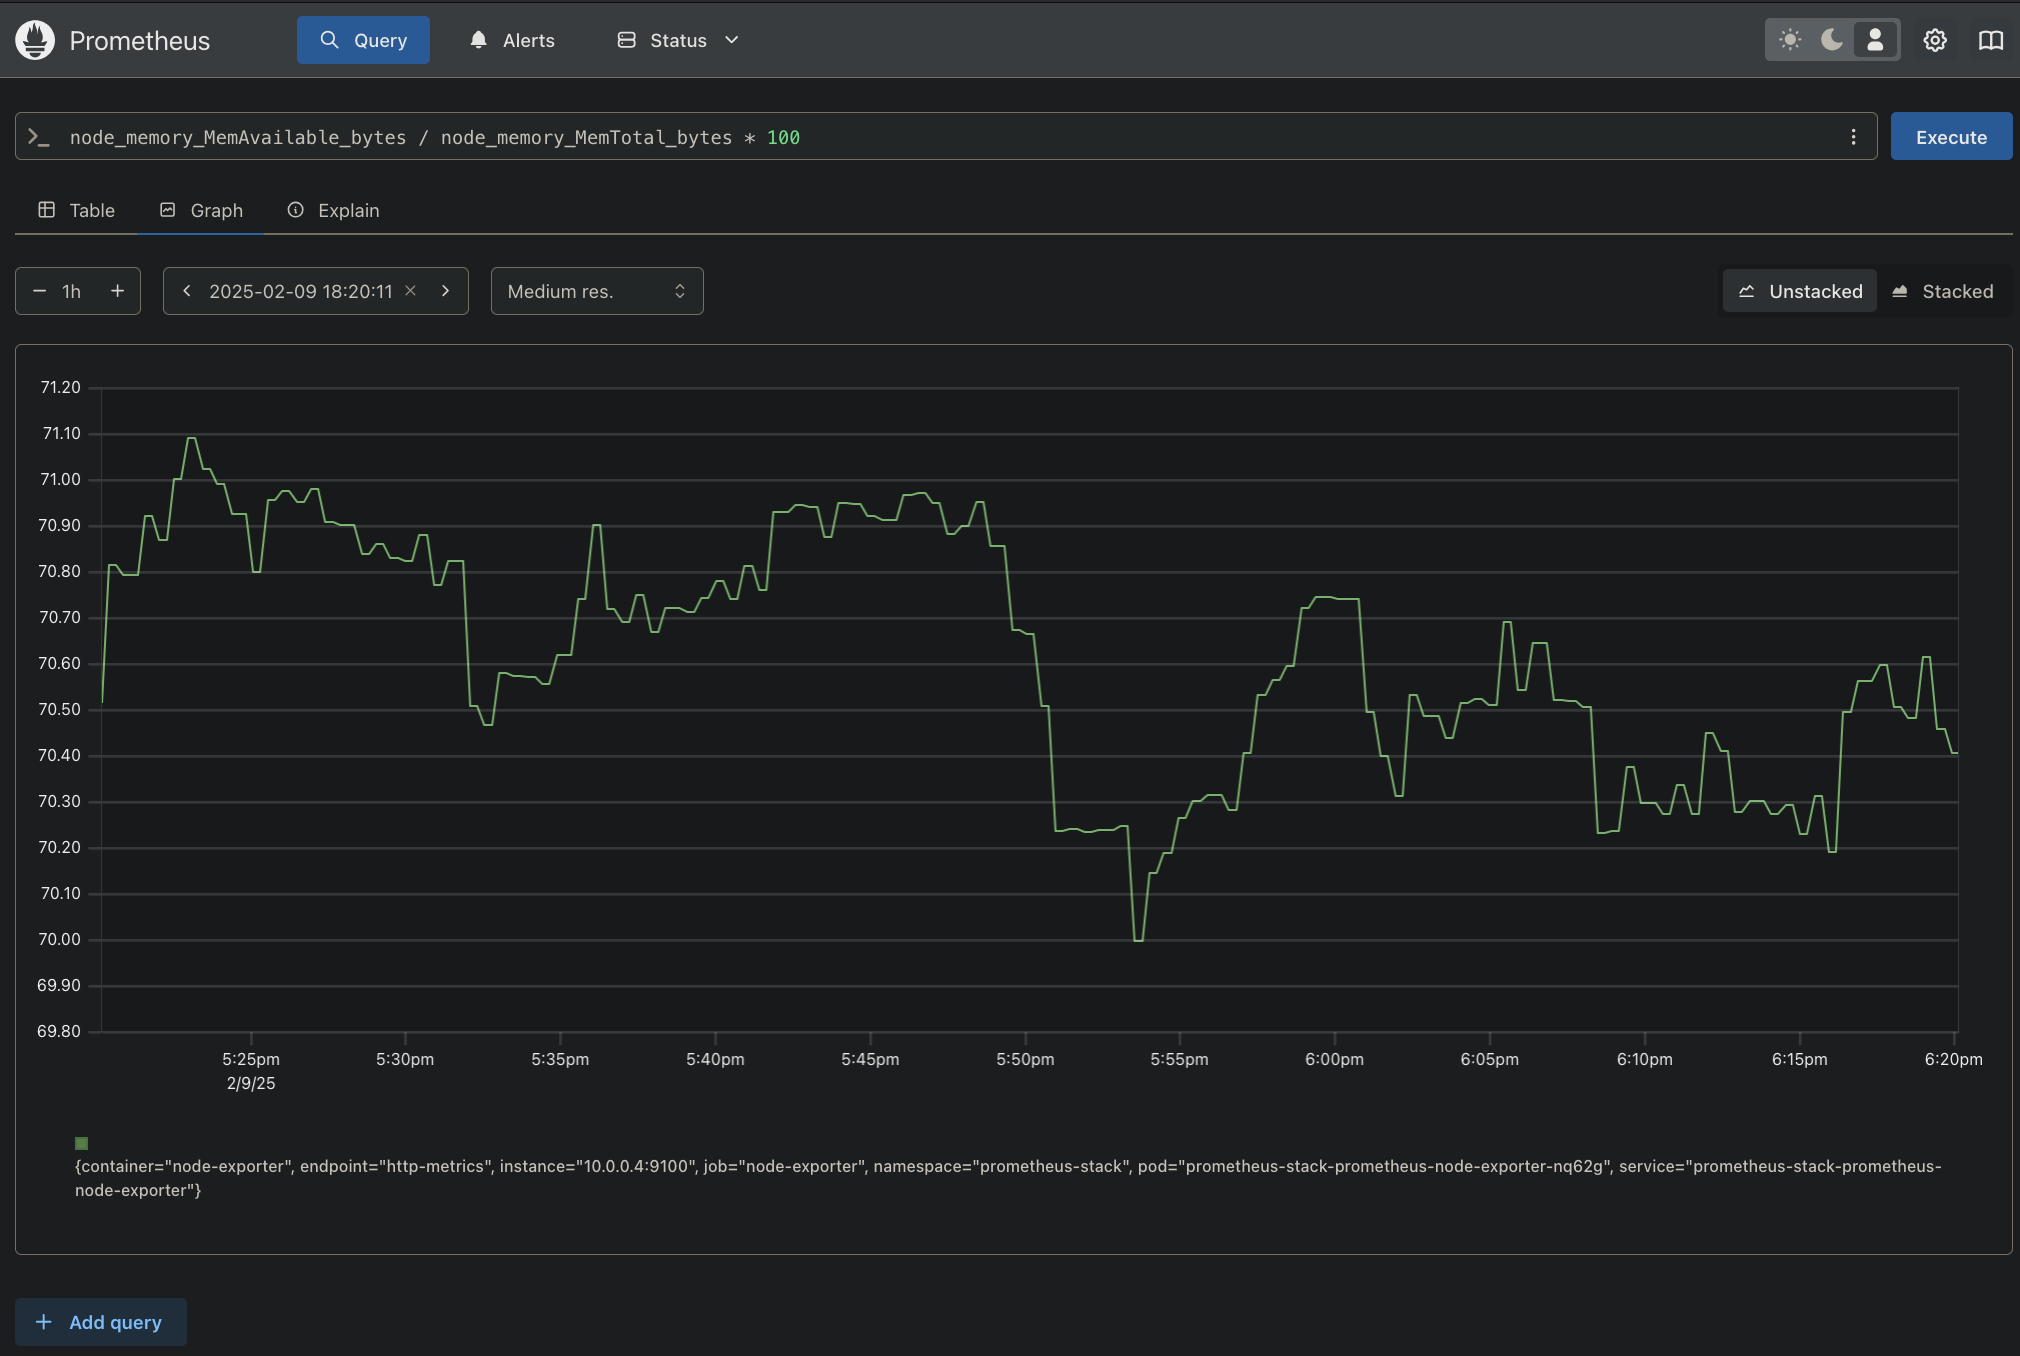 Prometheus
Query
Alerts
Status
node_memory_MemAvailable_bytes / node_memory_MemTotal_bytes * 100
Execute
Table
Graph
Explain
1h
2025-02-09 18:20:11
Medium res.
Unstacked
Stacked
71.20
71.10
71.00
70.90
70.80
70.70
70.60
70.50
70.40
70.30
70.20
70.10
70.00
69.90
69.80
5:25pm 5:30pm 5:35pm 5:40pm 5:45pm 5:50pm 5:55pm 6:00pm 6:05pm 6:10pm 6:15pm 6:20pm
2/9/25
{container="node-exporter", endpoint="http-metrics", instance="10.0.0.4:9100", job="node-exporter", namespace="prometheus-stack", pod="prometheus-stack-prometheus-node-exporter-nq62g", service="prometheus-stack-prometheus-
node-exporter"}
Add query